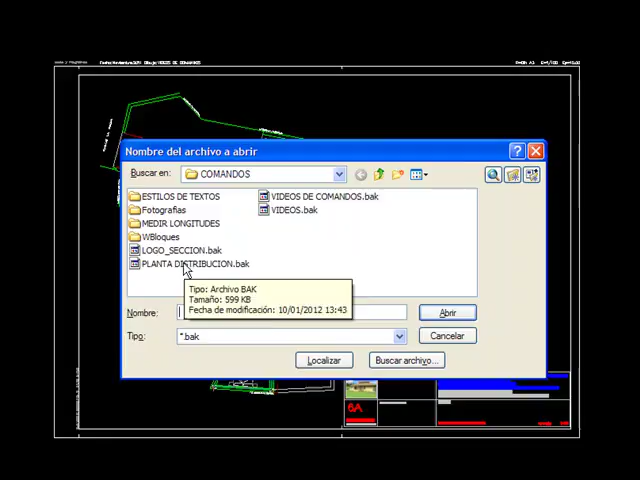 Nombre del archivo a abrir
Buscar en:
COMANDOS
ESTILOS DE TEXTOS
Fotografias
MEDIR LONGITUDES
WBloques
LOGO_SECCION.bak
PLANTA DISTRIBUCION.bak
VIDEOS DE COMANDOS.bak
VIDEOS.bak
Tipo: Archivo BAK
Tamaño: 599 KB
Fecha de modificación: 10/01/2012 13:43
Nombre:
Abrir
Tipo:
*.bak
Cancelar
Localizar
Buscar archivo...
6A